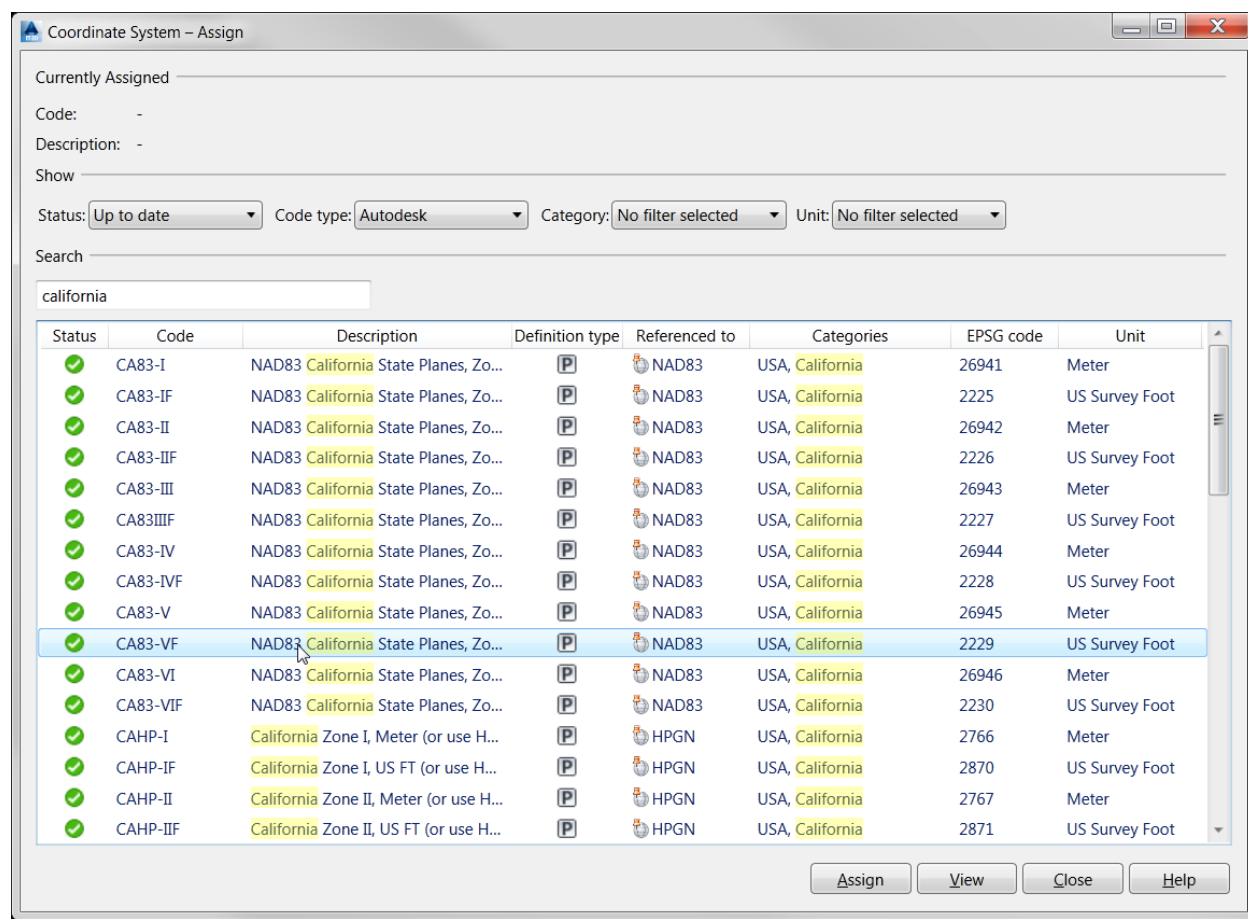 Coordinate System – Assign
Currently Assigned
Code: -
Description: -
Show
Status: Up to date Code type: Autodesk Category: No filter selected Unit: No filter selected
Search
california
Status Code Description Definition type Referenced to Categories EPSG code Unit
CA83-I NAD83 California State Planes, Zo... P NAD83 USA, California 26941 Meter
CA83-IF NAD83 California State Planes, Zo... P NAD83 USA, California 2225 US Survey Foot
CA83-II NAD83 California State Planes, Zo... P NAD83 USA, California 26942 Meter
CA83-IIF NAD83 California State Planes, Zo... P NAD83 USA, California 2226 US Survey Foot
CA83-III NAD83 California State Planes, Zo... P NAD83 USA, California 26943 Meter
CA83IIIF NAD83 California State Planes, Zo... P NAD83 USA, California 2227 US Survey Foot
CA83-IV NAD83 California State Planes, Zo... P NAD83 USA, California 26944 Meter
CA83-IVF NAD83 California State Planes, Zo... P NAD83 USA, California 2228 US Survey Foot
CA83-V NAD83 California State Planes, Zo... P NAD83 USA, California 26945 Meter
CA83-VF NAD83 California State Planes, Zo... P NAD83 USA, California 2229 US Survey Foot
CA83-VI NAD83 California State Planes, Zo... P NAD83 USA, California 26946 Meter
CA83-VIF NAD83 California State Planes, Zo... P NAD83 USA, California 2230 US Survey Foot
CAHP-I California Zone I, Meter (or use H... P HPGN USA, California 2766 Meter
CAHP-IF California Zone I, US FT (or use H... P HPGN USA, California 2870 US Survey Foot
CAHP-II California Zone II, Meter (or use H... P HPGN USA, California 2767 Meter
CAHP-IIF California Zone II, US FT (or use H... P HPGN USA, California 2871 US Survey Foot
Assign View Close Help